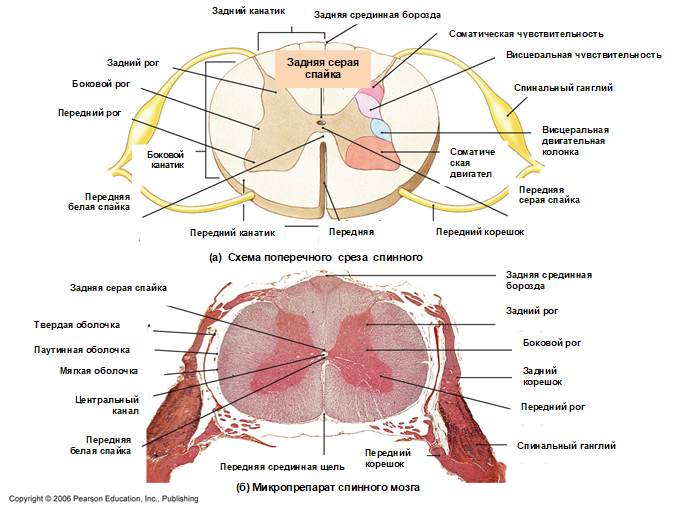 Задний канатик
Задняя срединная борозда
Соматическая чувствительность
Висцеральная чувствительность
Задний рог
Задняя серая
спайка
Боковой рог
Спинальный ганглий
Передний рог
Висцеральная
двигательная
колонка
Боковой
канатик
Соматиче
ская
двигател
Передняя
белая спайка
Передняя
серая спайка
Передний канатик
Передняя
Передний корешок
(а) Схема поперечного среза спинного
Задняя серая спайка
Задняя срединная
борозда
Задний рог
Твердая оболочка
Боковой рог
Паутинная оболочка
Мягкая оболочка
Задний
корешок
Центральный
канал
Передний рог
Передняя
белая спайка
Спинальный ганглий
Передняя срединная щель
Передний
корешок
(б) Микропрепарат спинного мозга
Copyright © 2006 Pearson Education, Inc., Publishing